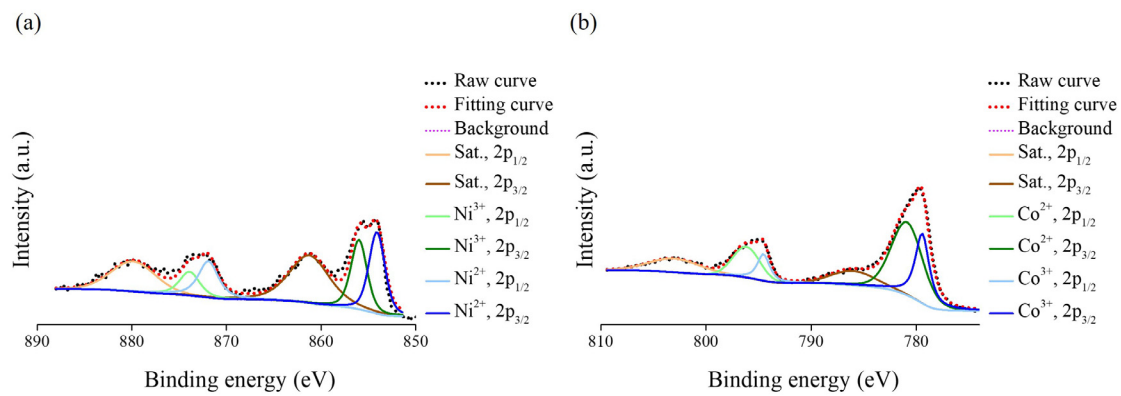 (a)
Intensity (a.u.)
Raw curve
Fitting curve
Background
Sat., 2p1/2
Sat., 2p3/2
Ni3+, 2p1/2
Ni3+, 2p3/2
Ni2+, 2p1/2
Ni2+, 2p3/2
890 880 870 860 850
Binding energy (eV)
(b)
Intensity (a.u.)
Raw curve
Fitting curve
Background
Sat., 2p1/2
Sat., 2p3/2
Co2+, 2p1/2
Co2+, 2p3/2
Co3+, 2p1/2
Co3+, 2p3/2
810 800 790 780
Binding energy (eV)